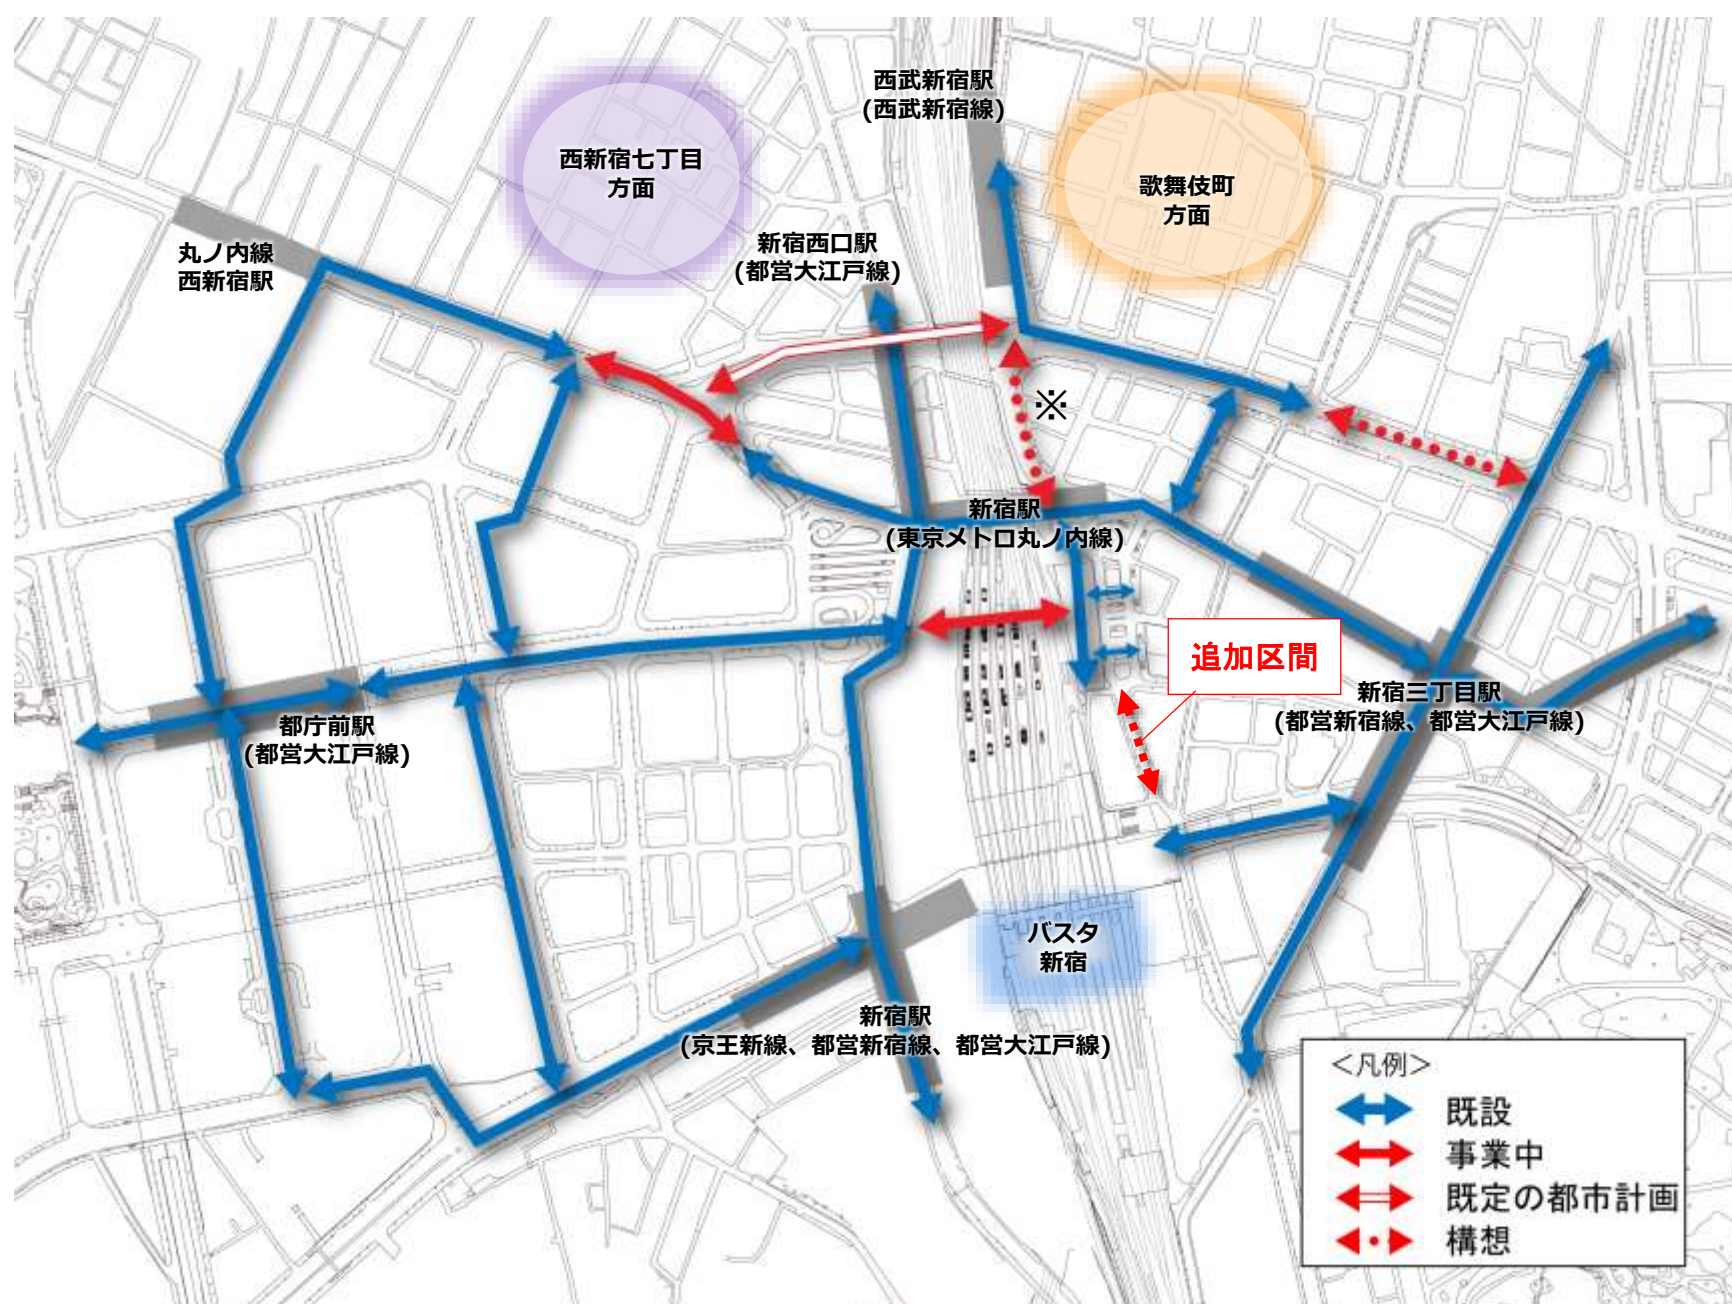 西武新宿駅
(西武新宿線)
西新宿七丁目
方面
歌舞伎町
方面
丸ノ内線
西新宿駅
新宿西口駅
(都営大江戸線)
※
新宿駅
(東京メトロ丸ノ内線)
追加区間
新宿三丁目駅
(都営新宿線、都営大江戸線)
都庁前駅
(都営大江戸線)
バスタ
新宿
新宿駅
(京王新線、都営新宿線、都営大江戸線)
＜凡例＞
既設
事業中
既定の都市計画
構想